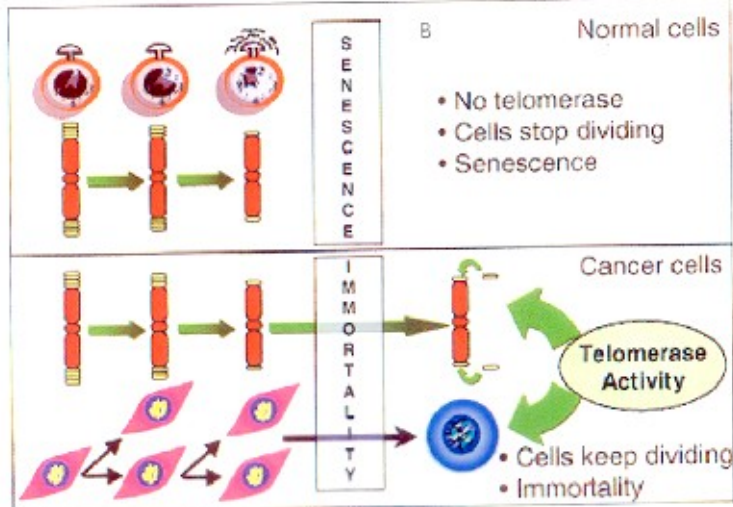 B
Normal cells
• No telomerase
• Cells stop dividing
• Senescence
SENESCENCE
Cancer cells
IMMORTALITY
Telomerase
Activity
• Cells keep dividing
• Immortality